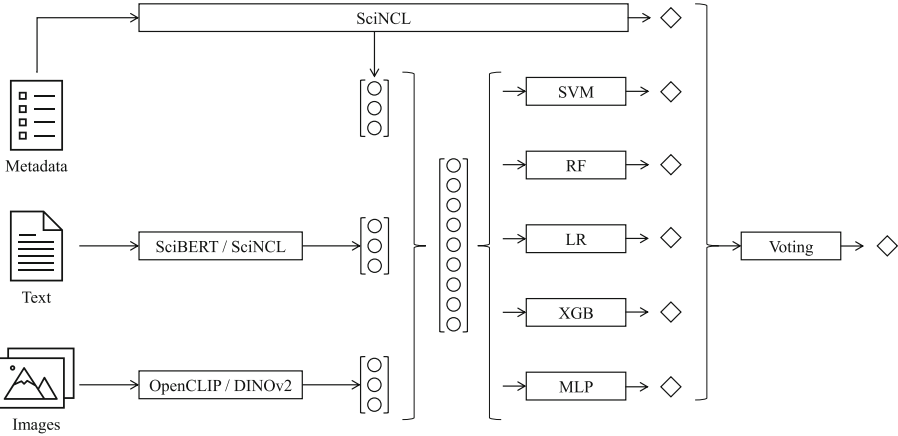 SciNCL
Metadata
SVM
RF
SciBERT / SciNCL
LR
Voting
Text
XGB
OpenCLIP / DINOv2
MLP
Images